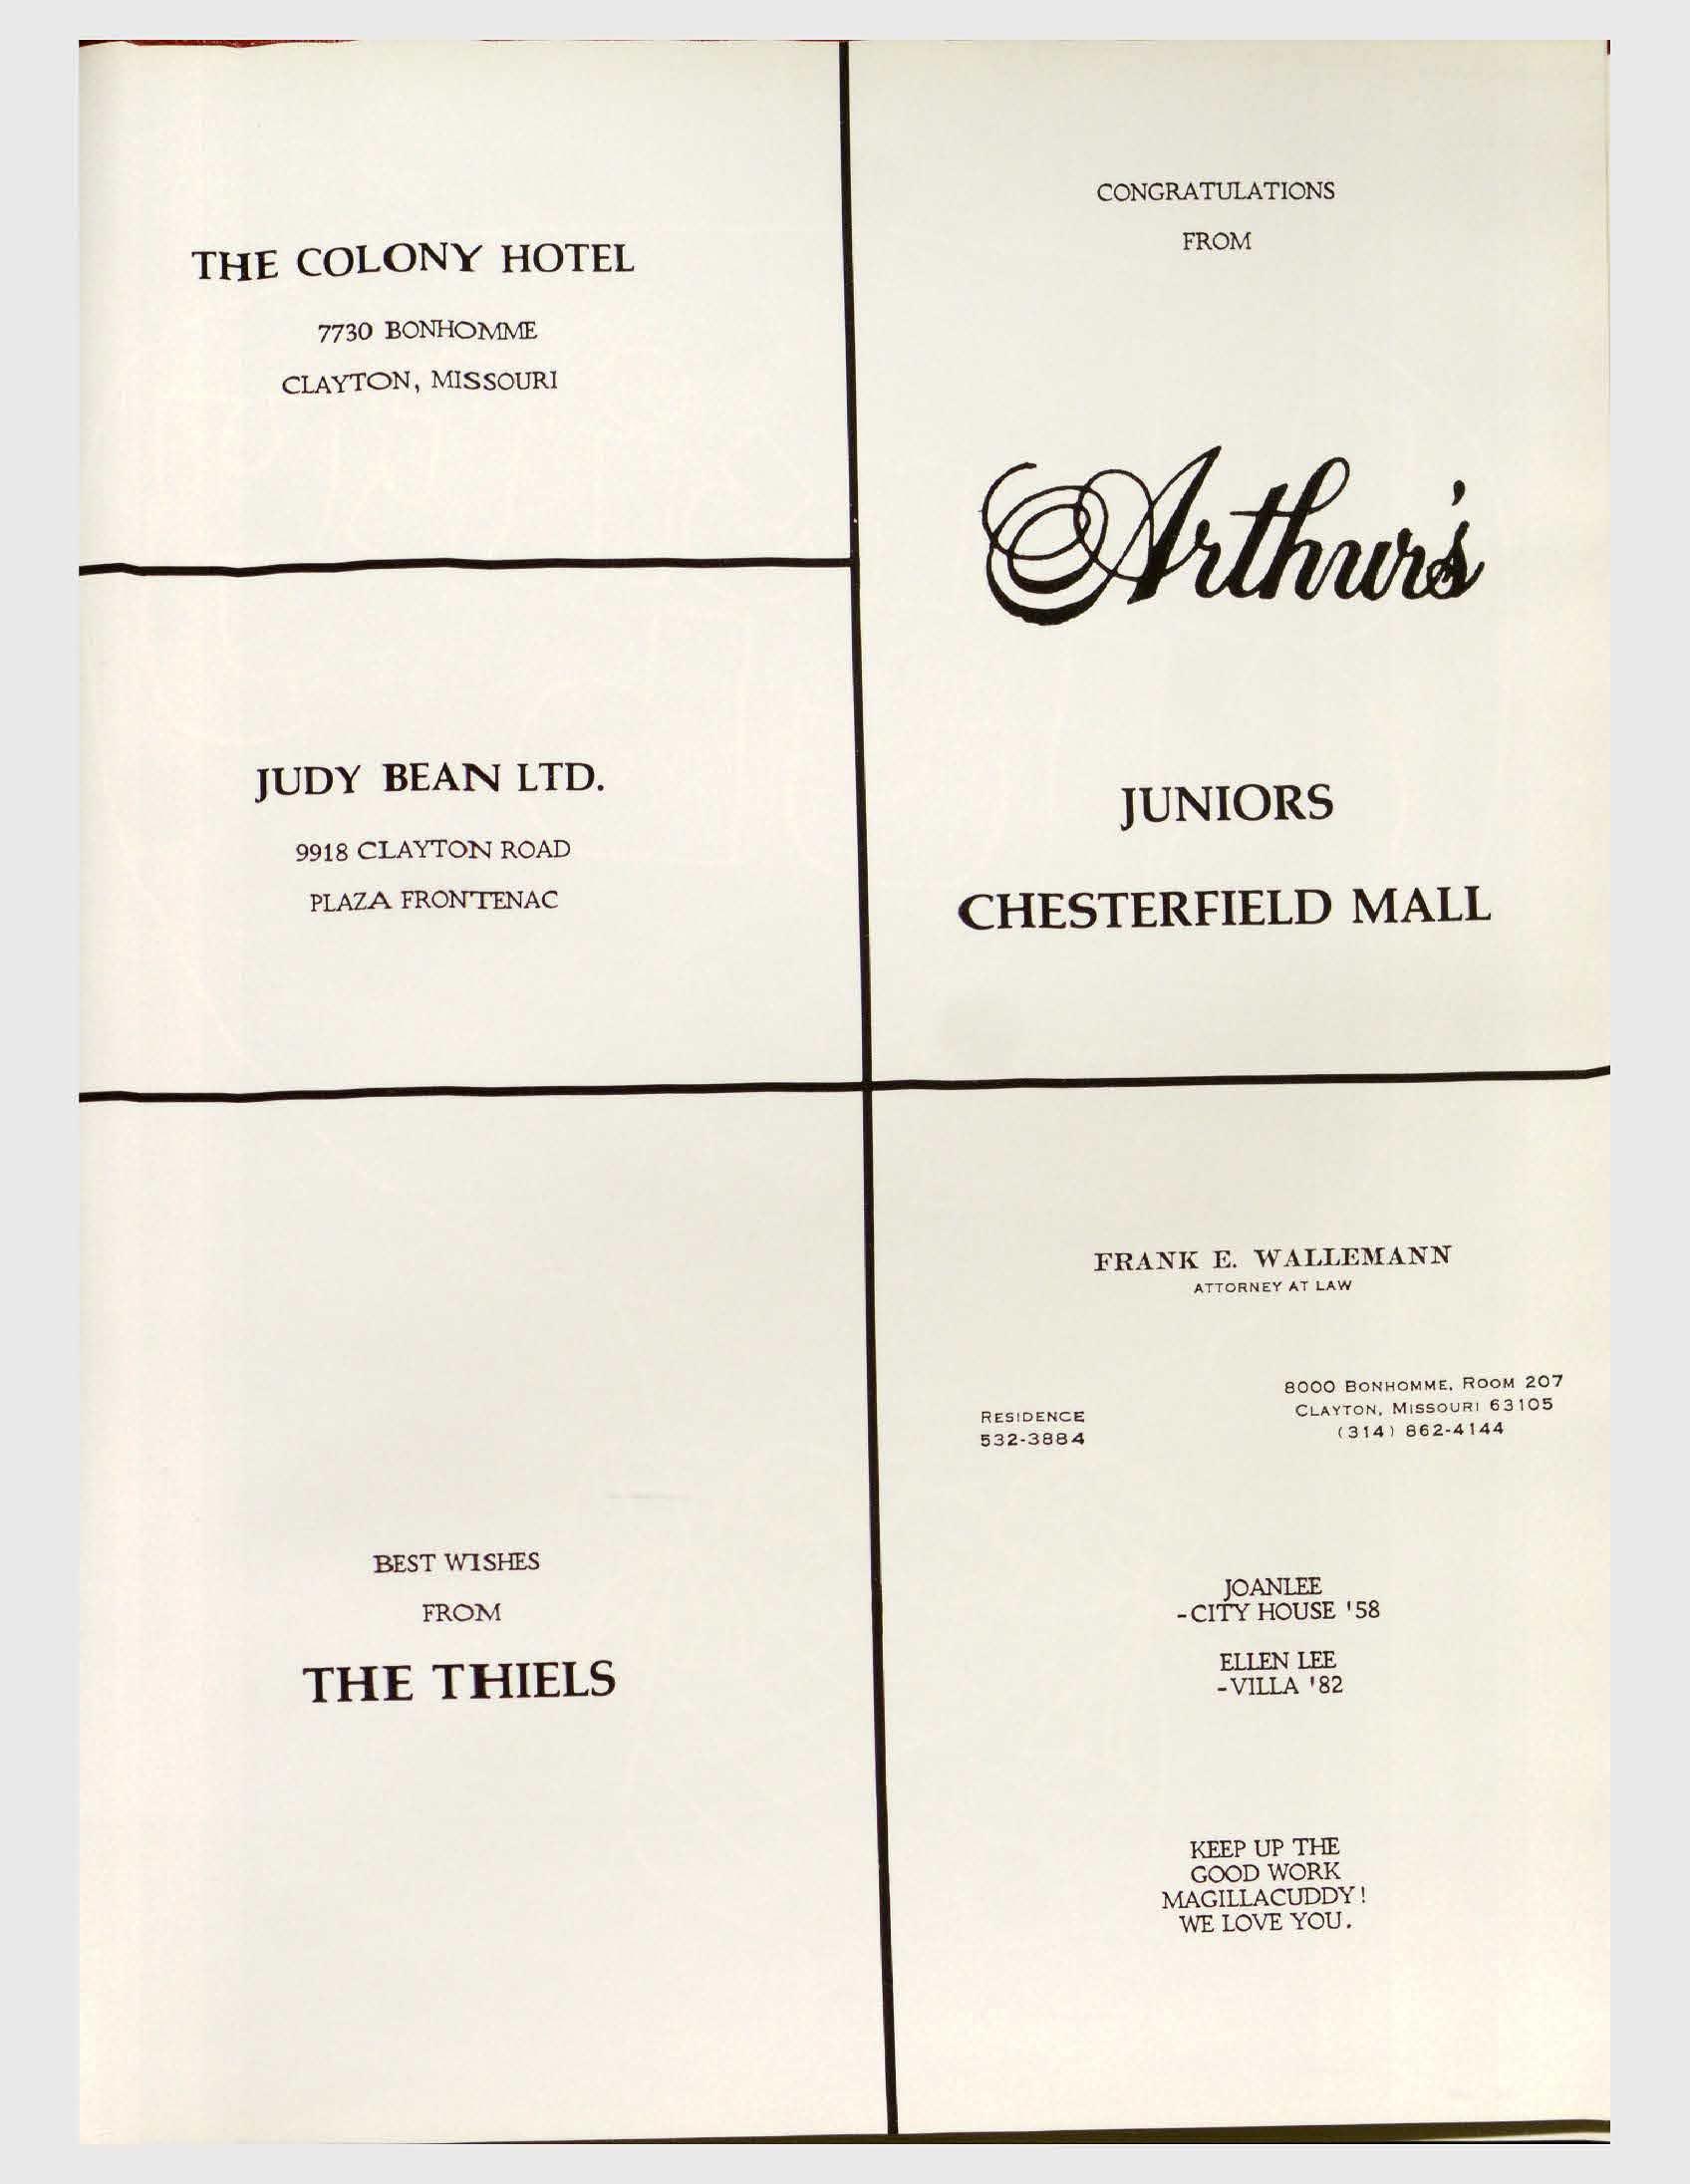 THE COLONY HOTEL
7730 BONHOMME
CLAYTON, MISSOURI
JUDY BEAN LTD.
9918 CLAYTON ROAD
PLAZA FRONTENAC
CONGRATULATIONS
FROM
Arthur's
JUNIORS
CHESTERFIELD MALL
BEST WISHES
FROM
THE THIELS
FRANK E. WALLEMANN
ATTORNEY AT LAW
RESIDENCE
532-3884
8000 BONHOMME, ROOM 207
CLAYTON, MISSOURI 63105
(314) 862-4144
JOANLEE
-CITY HOUSE '58
ELLEN LEE
-VILLA '82
KEEP UP THE
GOOD WORK
MAGILLACUDDY!
WE LOVE YOU.